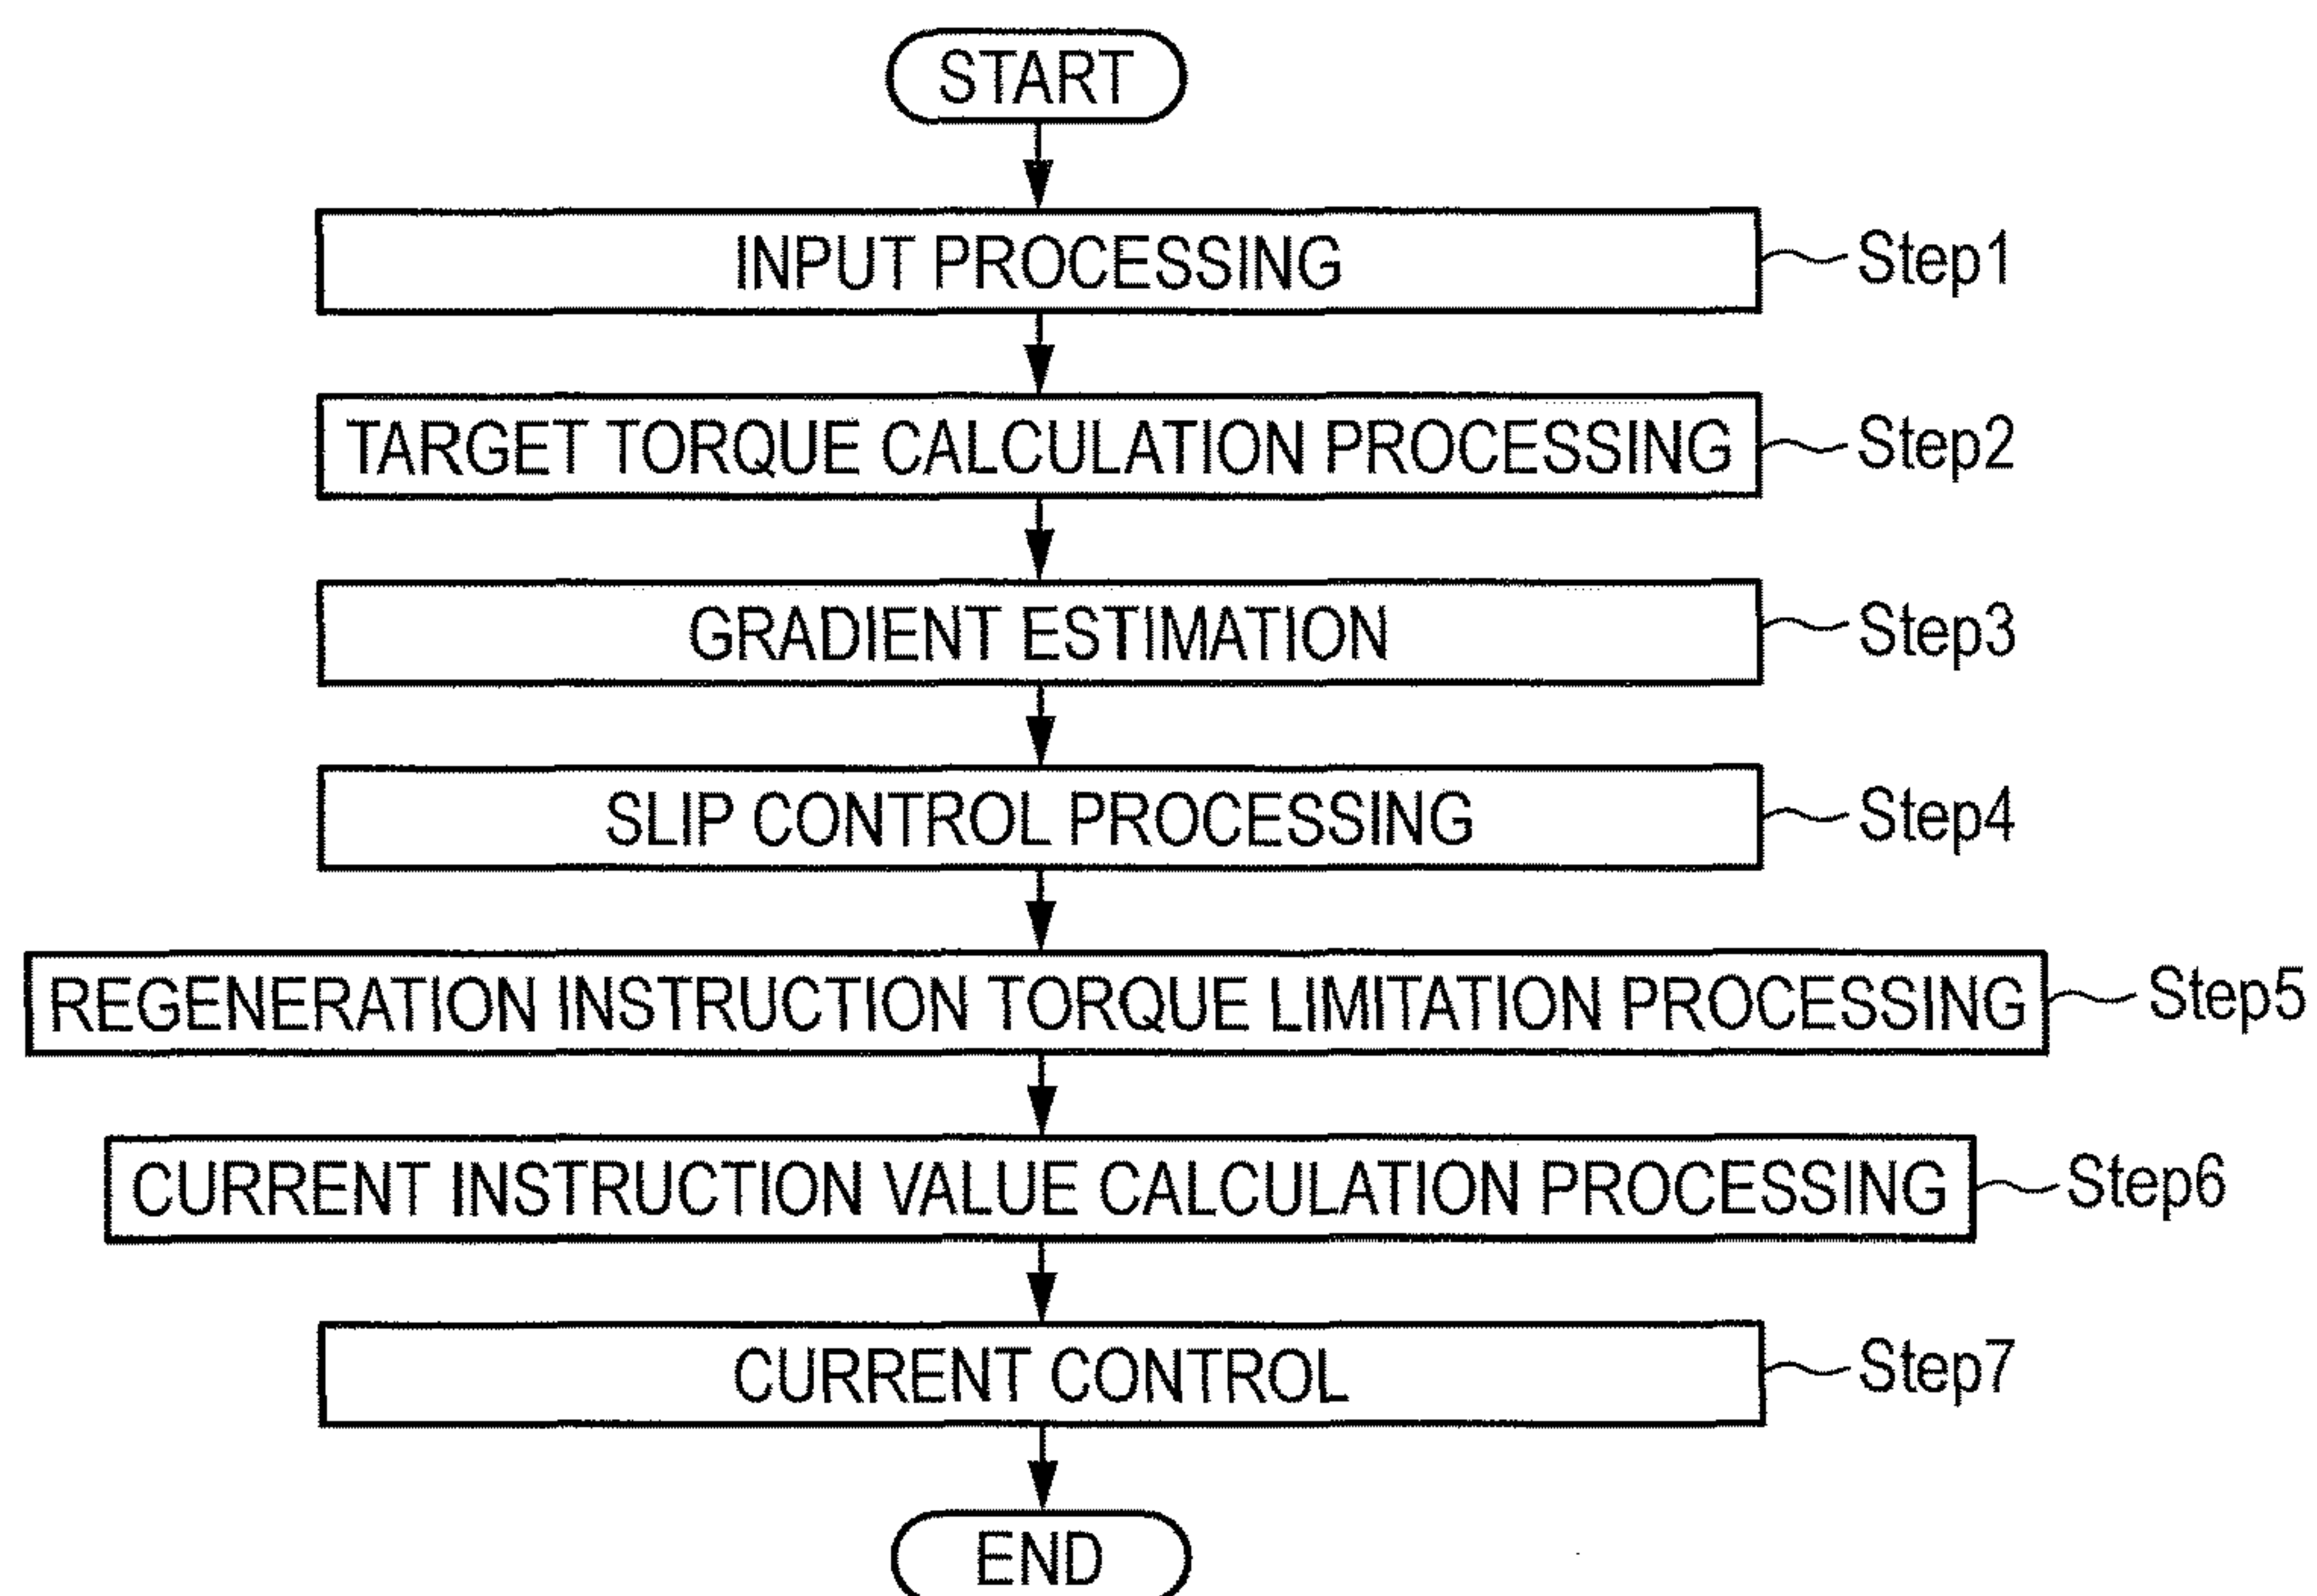 START
INPUT PROCESSING Step1
TARGET TORQUE CALCULATION PROCESSING Step2
GRADIENT ESTIMATION Step3
SLIP CONTROL PROCESSING Step4
REGENERATION INSTRUCTION TORQUE LIMITATION PROCESSING Step5
CURRENT INSTRUCTION VALUE CALCULATION PROCESSING Step6
CURRENT CONTROL Step7
END